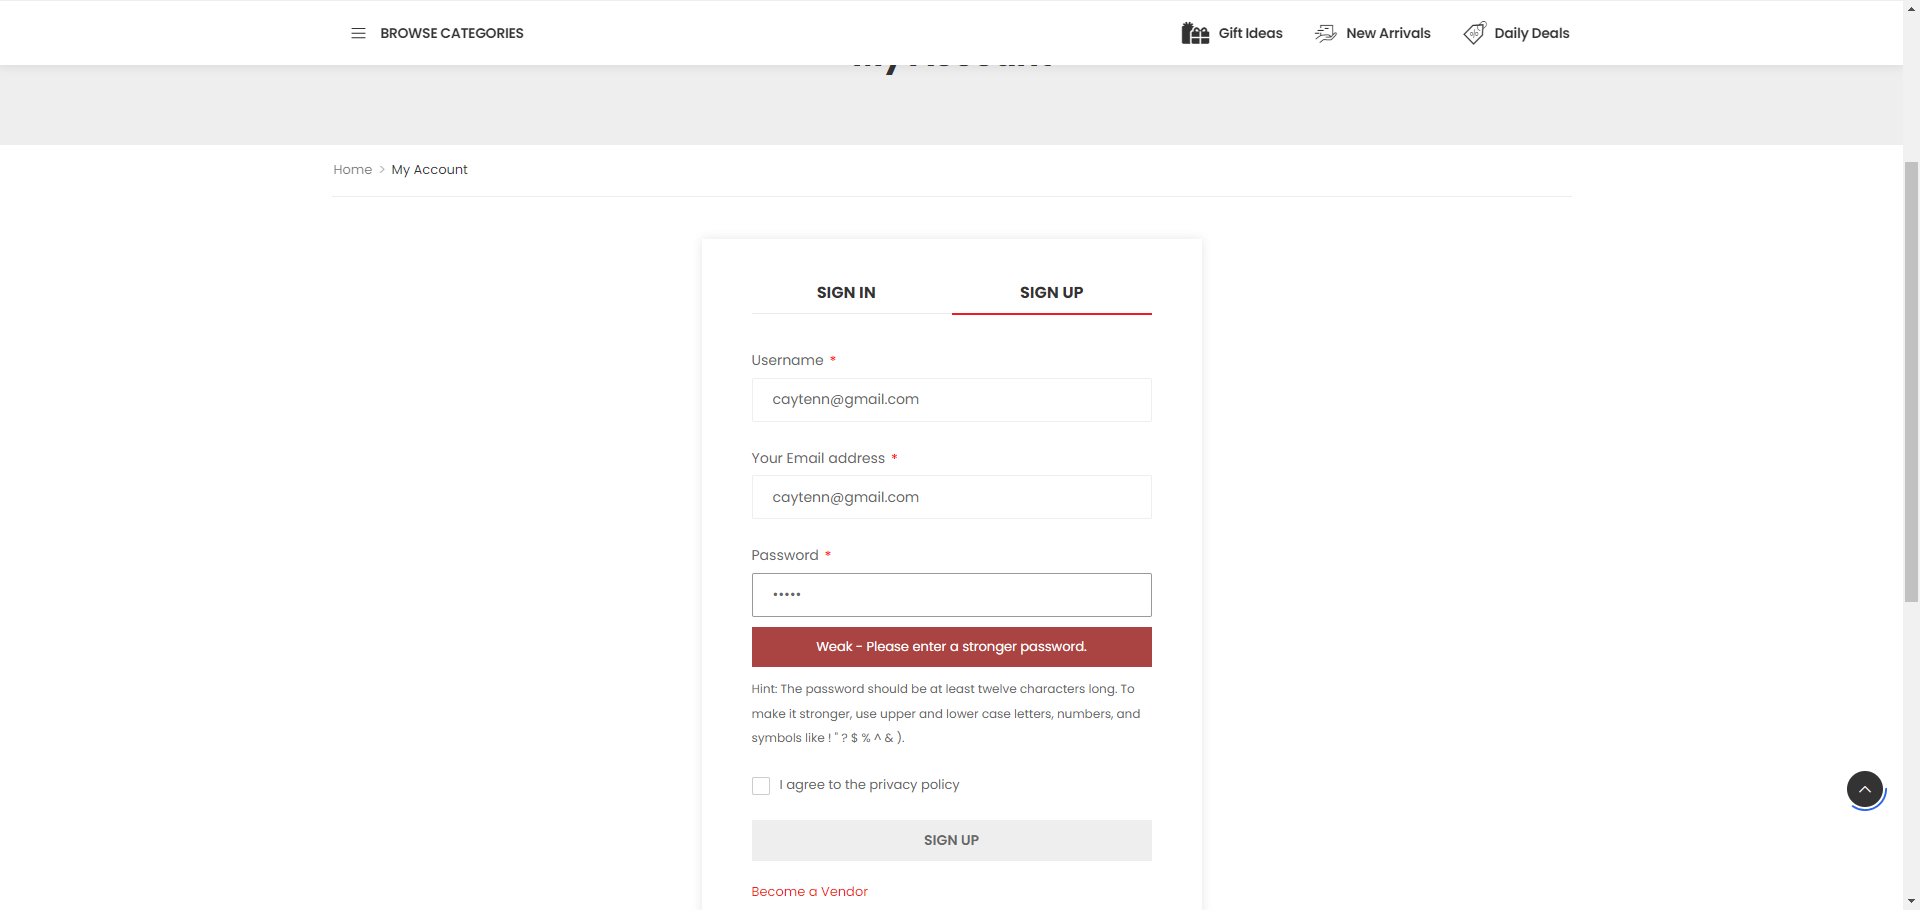 BROWSE CATEGORIES
Gift Ideas
New Arrivals
Daily Deals
My Account
Home > My Account
SIGN IN
SIGN UP
Username *
caytenn@gmail.com
Your Email address *
caytenn@gmail.com
Password *
•••••
Weak - Please enter a stronger password.
Hint: The password should be at least twelve characters long. To
make it stronger, use upper and lower case letters, numbers, and
symbols like ! " ? $ % ^ & ).
I agree to the privacy policy
SIGN UP
Become a Vendor